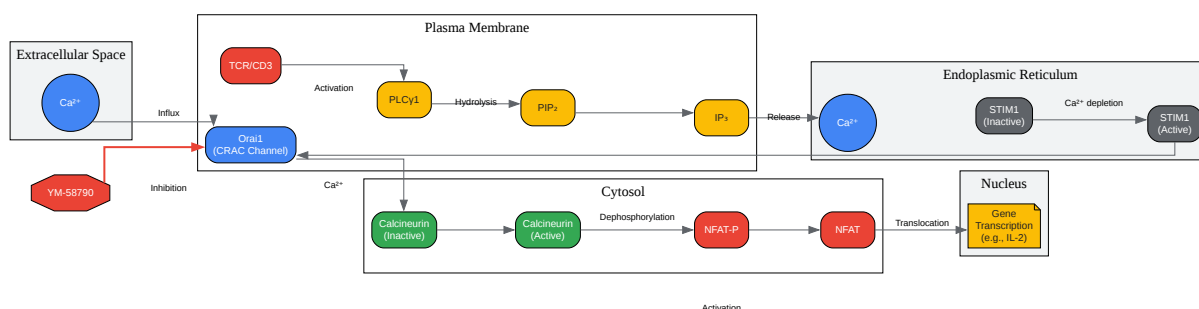 Plasma Membrane
Extracellular Space
Endoplasmic Reticulum
TCR/CD3
Activation
PLCγ1
Hydrolysis
PIP₂
IP₃
Release
Ca²⁺
Influx
Orai1
(CRAC Channel)
Ca²⁺
STIM1
(Inactive)
Ca²⁺ depletion
STIM1
(Active)
YM-58790
Inhibition
Ca²⁺
Cytosol
Nucleus
Calcineurin
(Inactive)
Calcineurin
(Active)
Dephosphorylation
NFAT-P
NFAT
Translocation
Gene
Transcription
(e.g., IL-2)
Activation